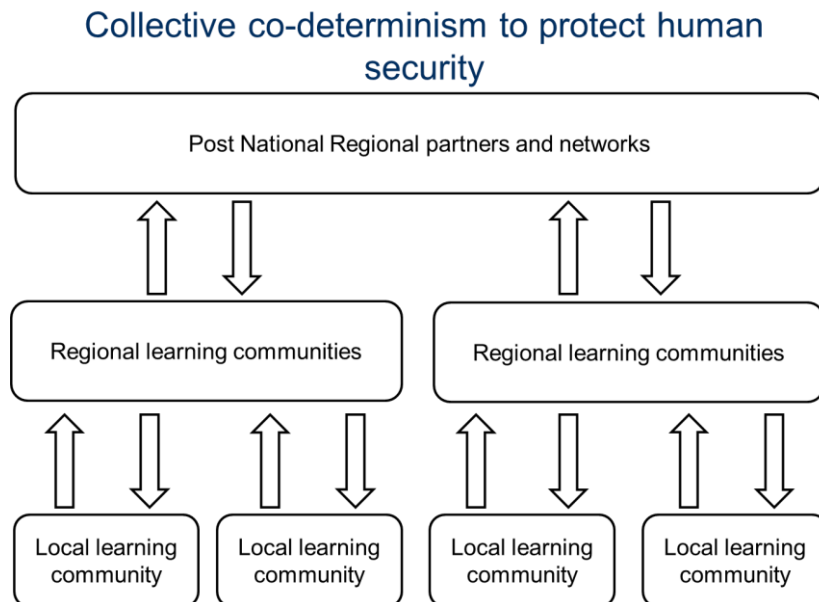 Collective co-determinism to protect human
security
Post National Regional partners and networks
Regional learning communities
Regional learning communities
Local learning
community
Local learning
community
Local learning
community
Local learning
community